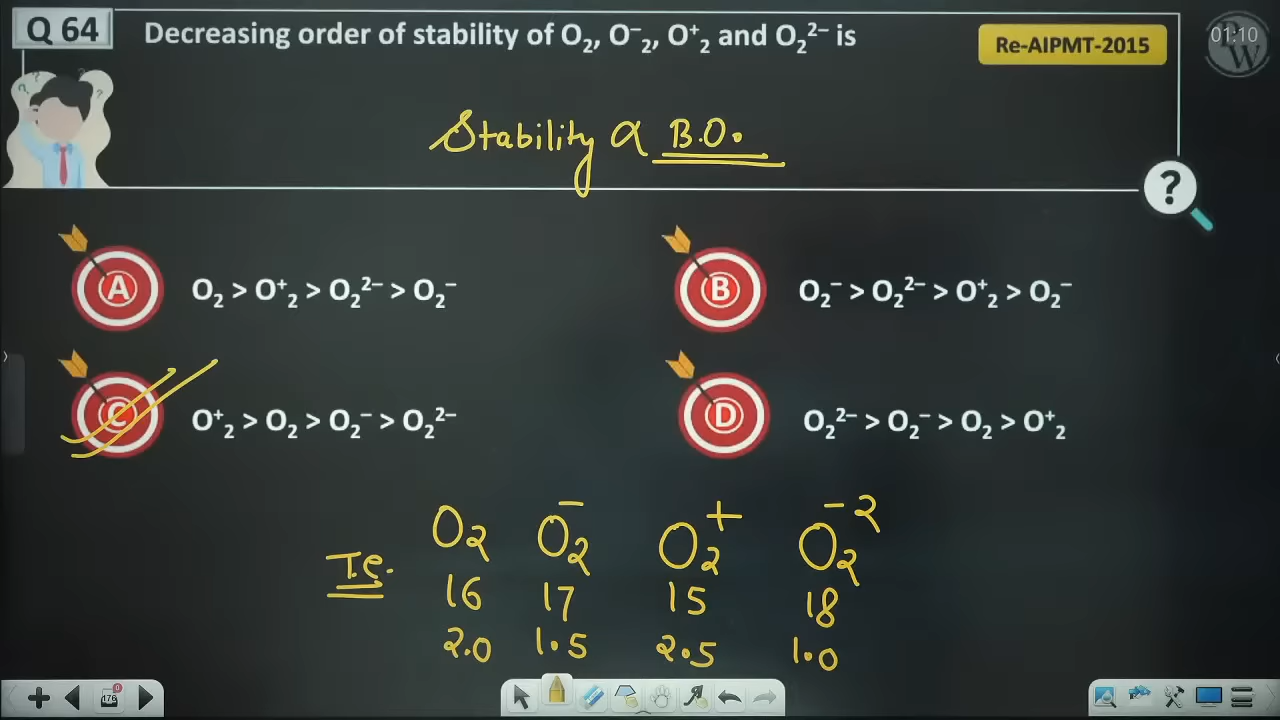 Q 64 Decreasing order of stability of O₂, O⁻₂, O⁺₂ and O₂²⁻ is
Re-AIPMT-2015
01:10
Stability α B.O.
?
A O₂ > O⁺₂ > O₂²⁻ > O₂⁻
B O₂⁻ > O₂²⁻ > O⁺₂ > O₂⁻
C O⁺₂ > O₂ > O₂⁻ > O₂²⁻
D O₂²⁻ > O₂⁻ > O₂ > O⁺₂
O₂ O₂⁻ O₂⁺ O₂⁻²
T.e.
16 17 15 18
2.0 1.5 2.5 1.0
176